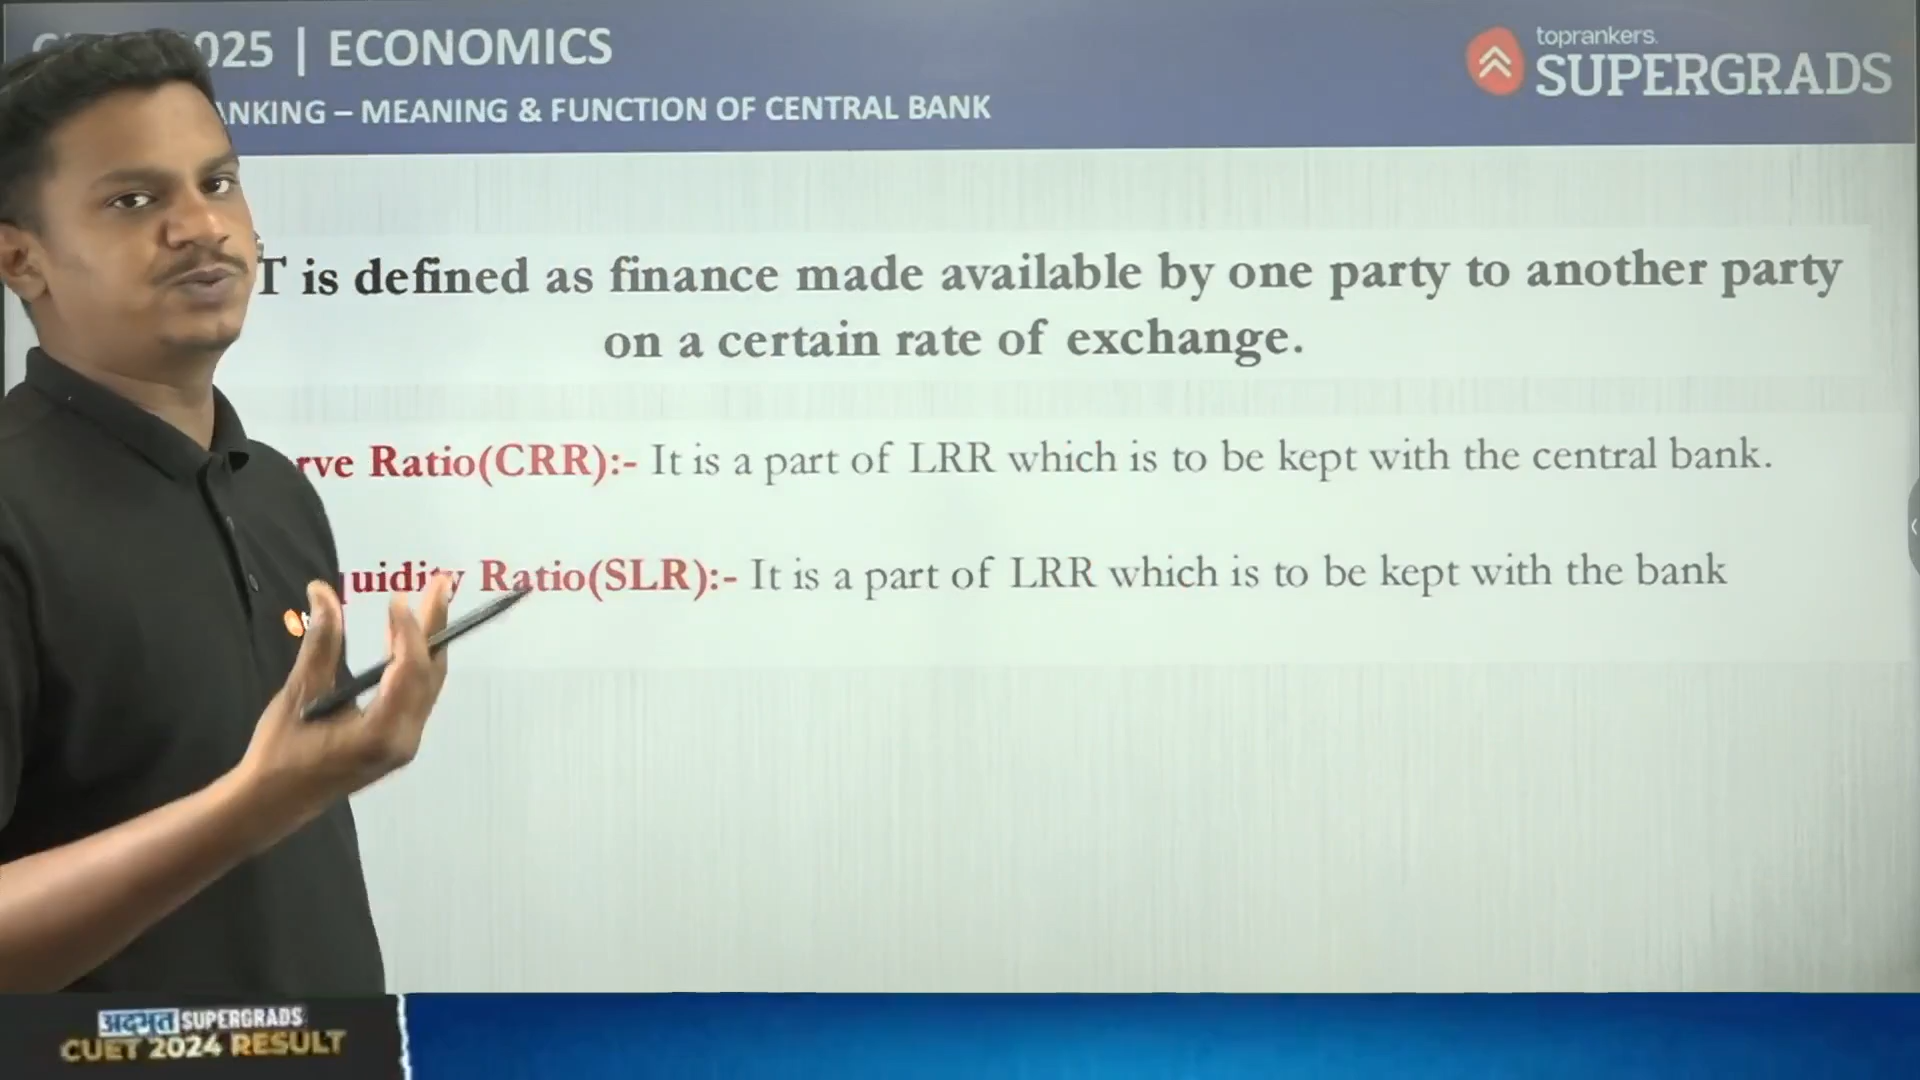 025 | ECONOMICS
ANKING – MEANING & FUNCTION OF CENTRAL BANK
toprankers
SUPERGRADS
T is defined as finance made available by one party to another party
on a certain rate of exchange.
rve Ratio(CRR):- It is a part of LRR which is to be kept with the central bank.
quidity Ratio(SLR):- It is a part of LRR which is to be kept with the bank
अद्भुत SUPERGRADS
CUET 2024 RESULT